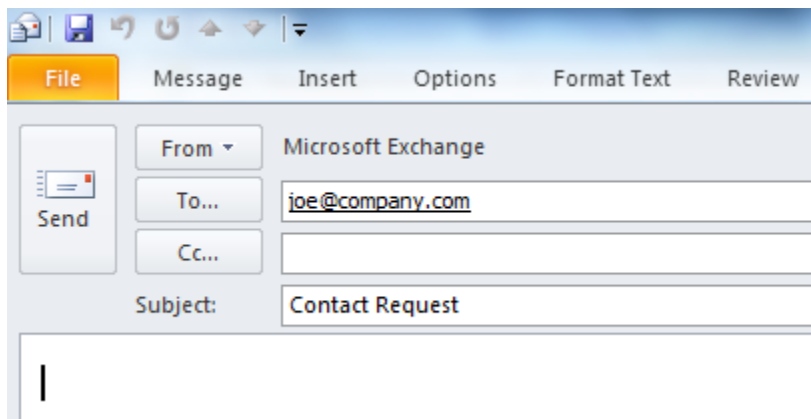 File Message Insert Options Format Text Review
From Microsoft Exchange
Send
To... joe@company.com
Cc...
Subject: Contact Request